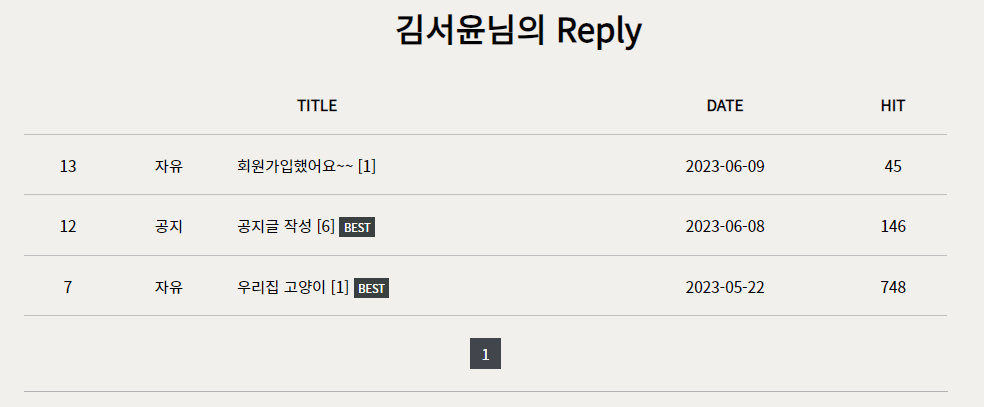 김서윤님의 Reply
TITLE DATE HIT
13 자유 회원가입했어요~~ [1] 2023-06-09 45
12 공지 공지글 작성 [6] BEST 2023-06-08 146
7 자유 우리집 고양이 [1] BEST 2023-05-22 748
1